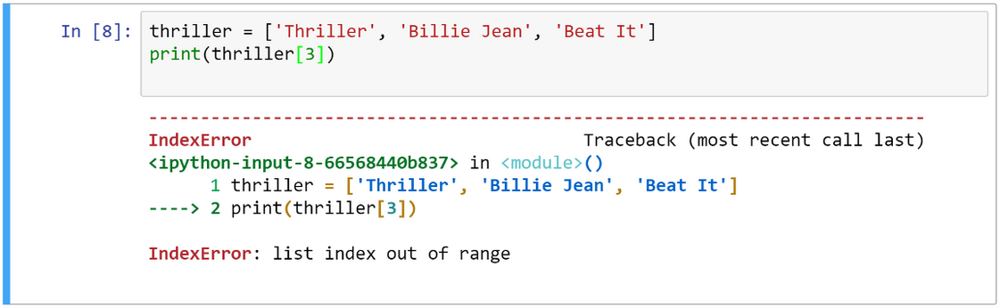 In [8]: thriller = ['Thriller', 'Billie Jean', 'Beat It']
print(thriller[3])
---------------------------------------------------------------------------
IndexError                                Traceback (most recent call last)
<ipython-input-8-66568440b837> in <module>()
      1 thriller = ['Thriller', 'Billie Jean', 'Beat It']
----> 2 print(thriller[3])
IndexError: list index out of range